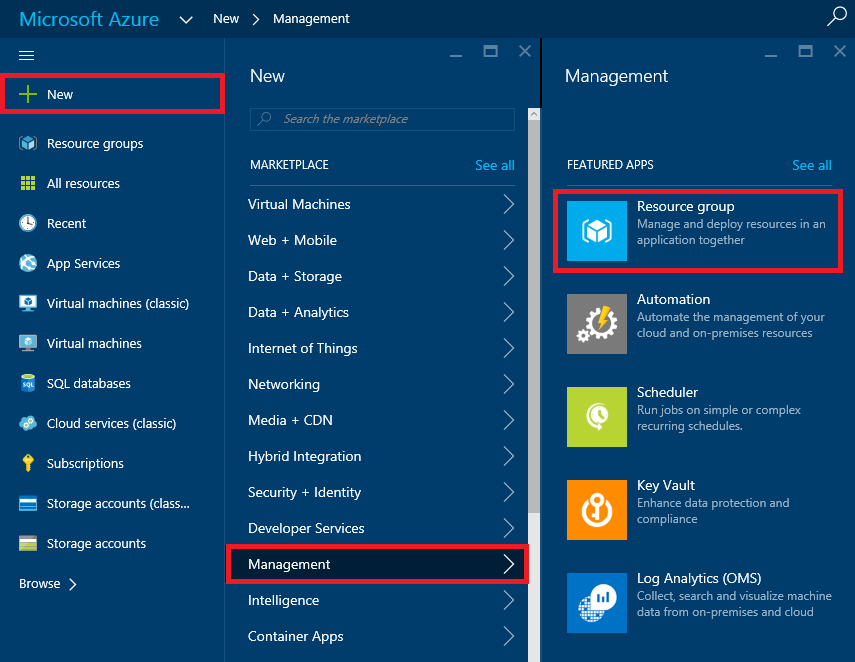 Microsoft Azure New Management
New
Resource groups
All resources
Recent
App Services
Virtual machines (classic)
Virtual machines
SQL
SQL databases
Cloud services (classic)
Subscriptions
Storage accounts (class...
Storage accounts
Browse
New
Search the marketplace
MARKETPLACE See all
Virtual Machines
Web + Mobile
Data + Storage
Data + Analytics
Internet of Things
Networking
Media + CDN
Hybrid Integration
Security + Identity
Developer Services
Management
Intelligence
Container Apps
Management
FEATURED APPS See all
Resource group
Manage and deploy resources in an
application together
Automation
Automate the management of your
cloud and on-premises resources
Scheduler
Run jobs on simple or complex
recurring schedules.
Key Vault
Enhance data protection and
compliance
Log Analytics (OMS)
Collect, search and visualize machine
data from on-premises and cloud